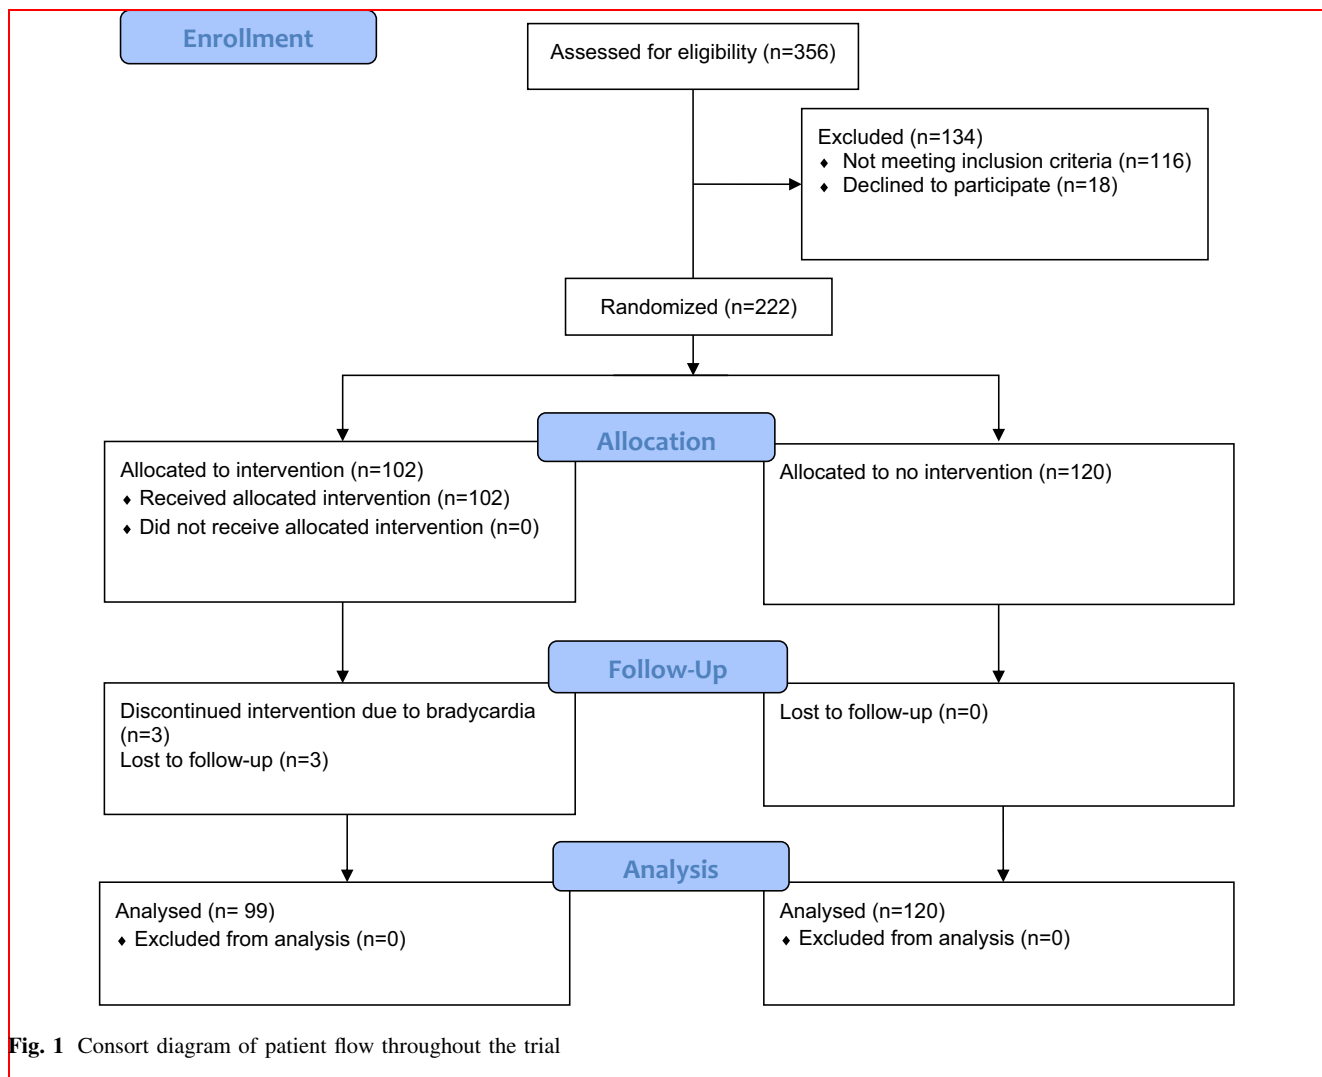 Enrollment
Assessed for eligibility (n=356)
Excluded (n=134)
♦ Not meeting inclusion criteria (n=116)
♦ Declined to participate (n=18)
Randomized (n=222)
Allocation
Allocated to intervention (n=102)
♦ Received allocated intervention (n=102)
♦ Did not receive allocated intervention (n=0)
Allocated to no intervention (n=120)
Follow-Up
Discontinued intervention due to bradycardia
(n=3)
Lost to follow-up (n=3)
Lost to follow-up (n=0)
Analysis
Analysed (n= 99)
♦ Excluded from analysis (n=0)
Analysed (n=120)
♦ Excluded from analysis (n=0)
Fig. 1 Consort diagram of patient flow throughout the trial